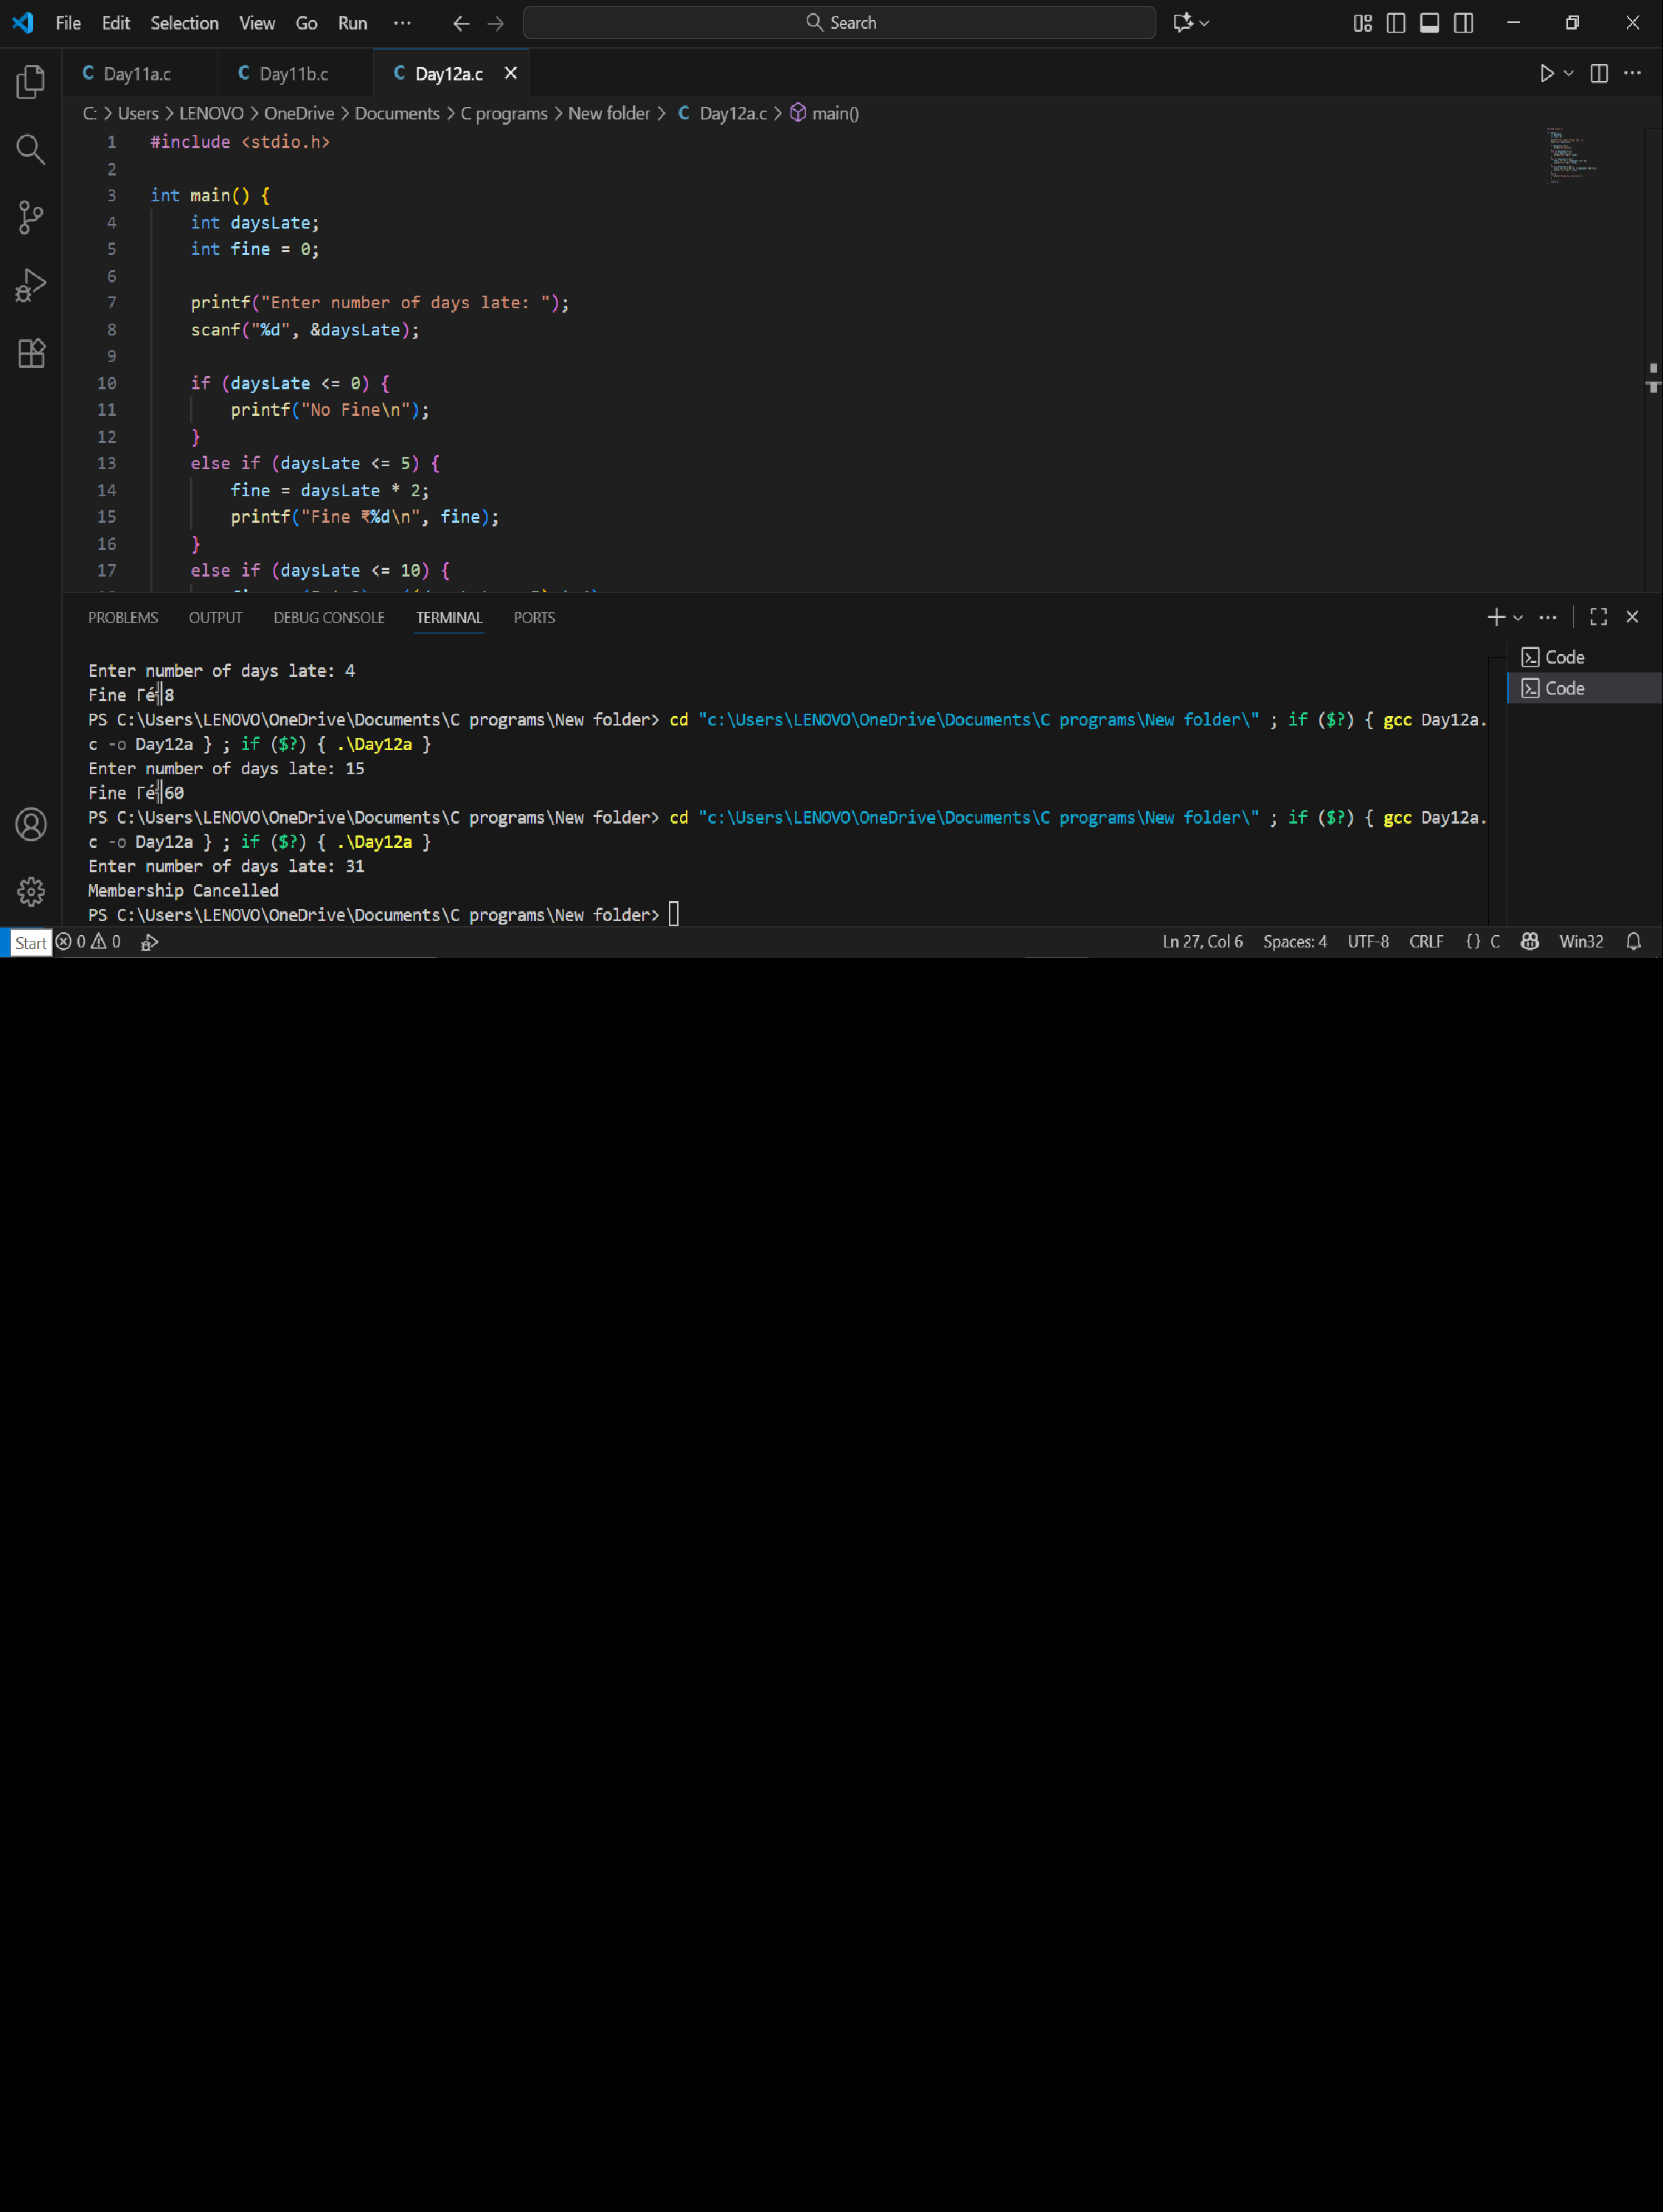 File Edit Selection View Go Run ··· Search
Day11a.c Day11b.c Day12a.c
C: > Users > LENOVO > OneDrive > Documents > C programs > New folder > C Day12a.c > main()
1 #include <stdio.h>
2
3 int main() {
4 int daysLate;
5 int fine = 0;
6
7 printf("Enter number of days late: ");
8 scanf("%d", &daysLate);
9
10 if (daysLate <= 0) {
11 printf("No Fine\n");
12 }
13 else if (daysLate <= 5) {
14 fine = daysLate * 2;
15 printf("Fine ₹%d\n", fine);
16 }
17 else if (daysLate <= 10) {
PROBLEMS OUTPUT DEBUG CONSOLE TERMINAL PORTS
Enter number of days late: 4
Fine Γé╣8
PS C:\Users\LENOVO\OneDrive\Documents\C programs\New folder> cd "c:\Users\LENOVO\OneDrive\Documents\C programs\New folder\" ; if ($?) { gcc Day12a.
c -o Day12a } ; if ($?) { .\Day12a }
Enter number of days late: 15
Fine Γé╣60
PS C:\Users\LENOVO\OneDrive\Documents\C programs\New folder> cd "c:\Users\LENOVO\OneDrive\Documents\C programs\New folder\" ; if ($?) { gcc Day12a.
c -o Day12a } ; if ($?) { .\Day12a }
Enter number of days late: 31
Membership Cancelled
PS C:\Users\LENOVO\OneDrive\Documents\C programs\New folder>
Code
Code
Start 0 0 Ln 27, Col 6 Spaces: 4 UTF-8 CRLF {} C Win32